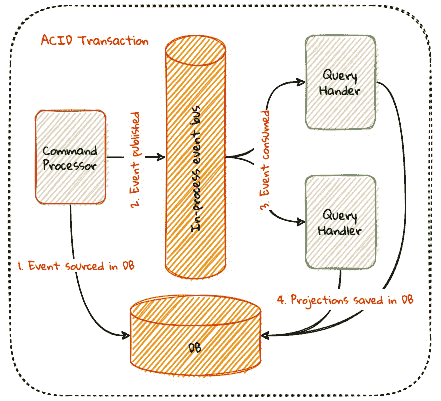 ACID Transaction
Query
Hander
Command
Processor
2. Event published
In-process event bus
3. Event consumed
Query
Handler
1. Event sourced in DB
4. Projections saved in DB
DB